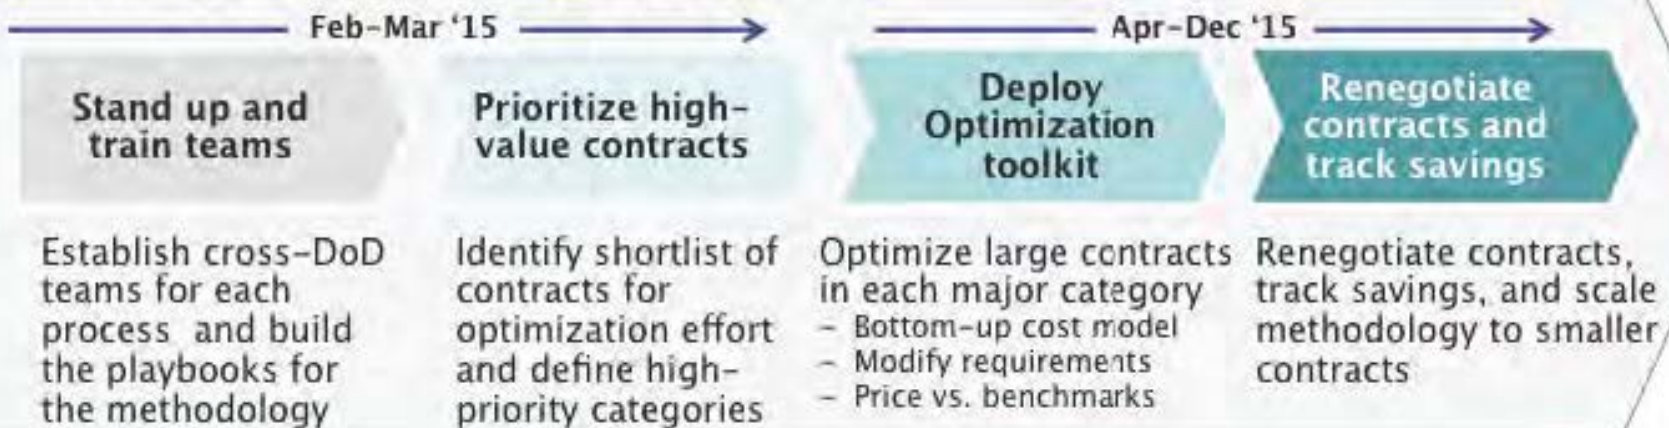 Feb–Mar ‘15
Apr–Dec ‘15
Stand up and
train teams
Prioritize high–
value contracts
Deploy
Optimization
toolkit
Renegotiate
contracts and
track savings
Establish cross–DoD
teams for each
process and build
the playbooks for
the methodology
Identify shortlist of
contracts for
optimization effort
and define high–
priority categories
Optimize large contracts
in each major category
– Bottom–up cost model
– Modify requirements
– Price vs. benchmarks
Renegotiate contracts,
track savings, and scale
methodology to smaller
contracts